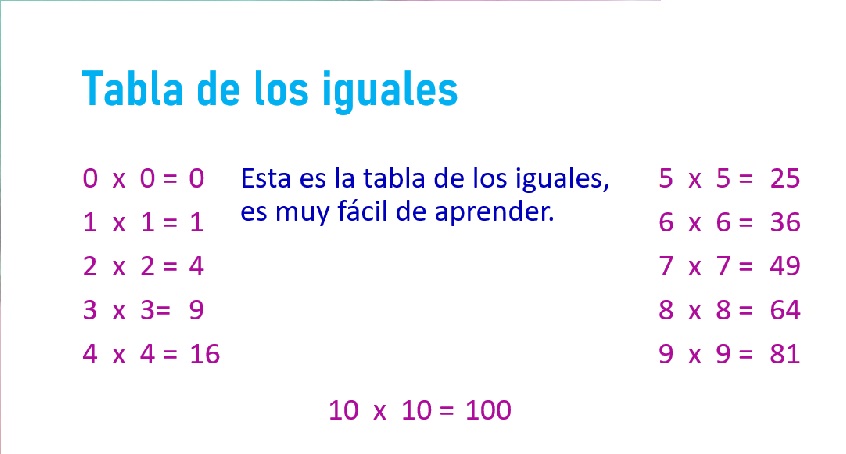 Tabla de los iguales
0 x 0 = 0
1 x 1 = 1
2 x 2 = 4
3 x 3= 9
4 x 4 = 16
Esta es la tabla de los iguales,
es muy fácil de aprender.
5 x 5 = 25
6 x 6 = 36
7 x 7 = 49
8 x 8 = 64
9 x 9 = 81
10 x 10 = 100